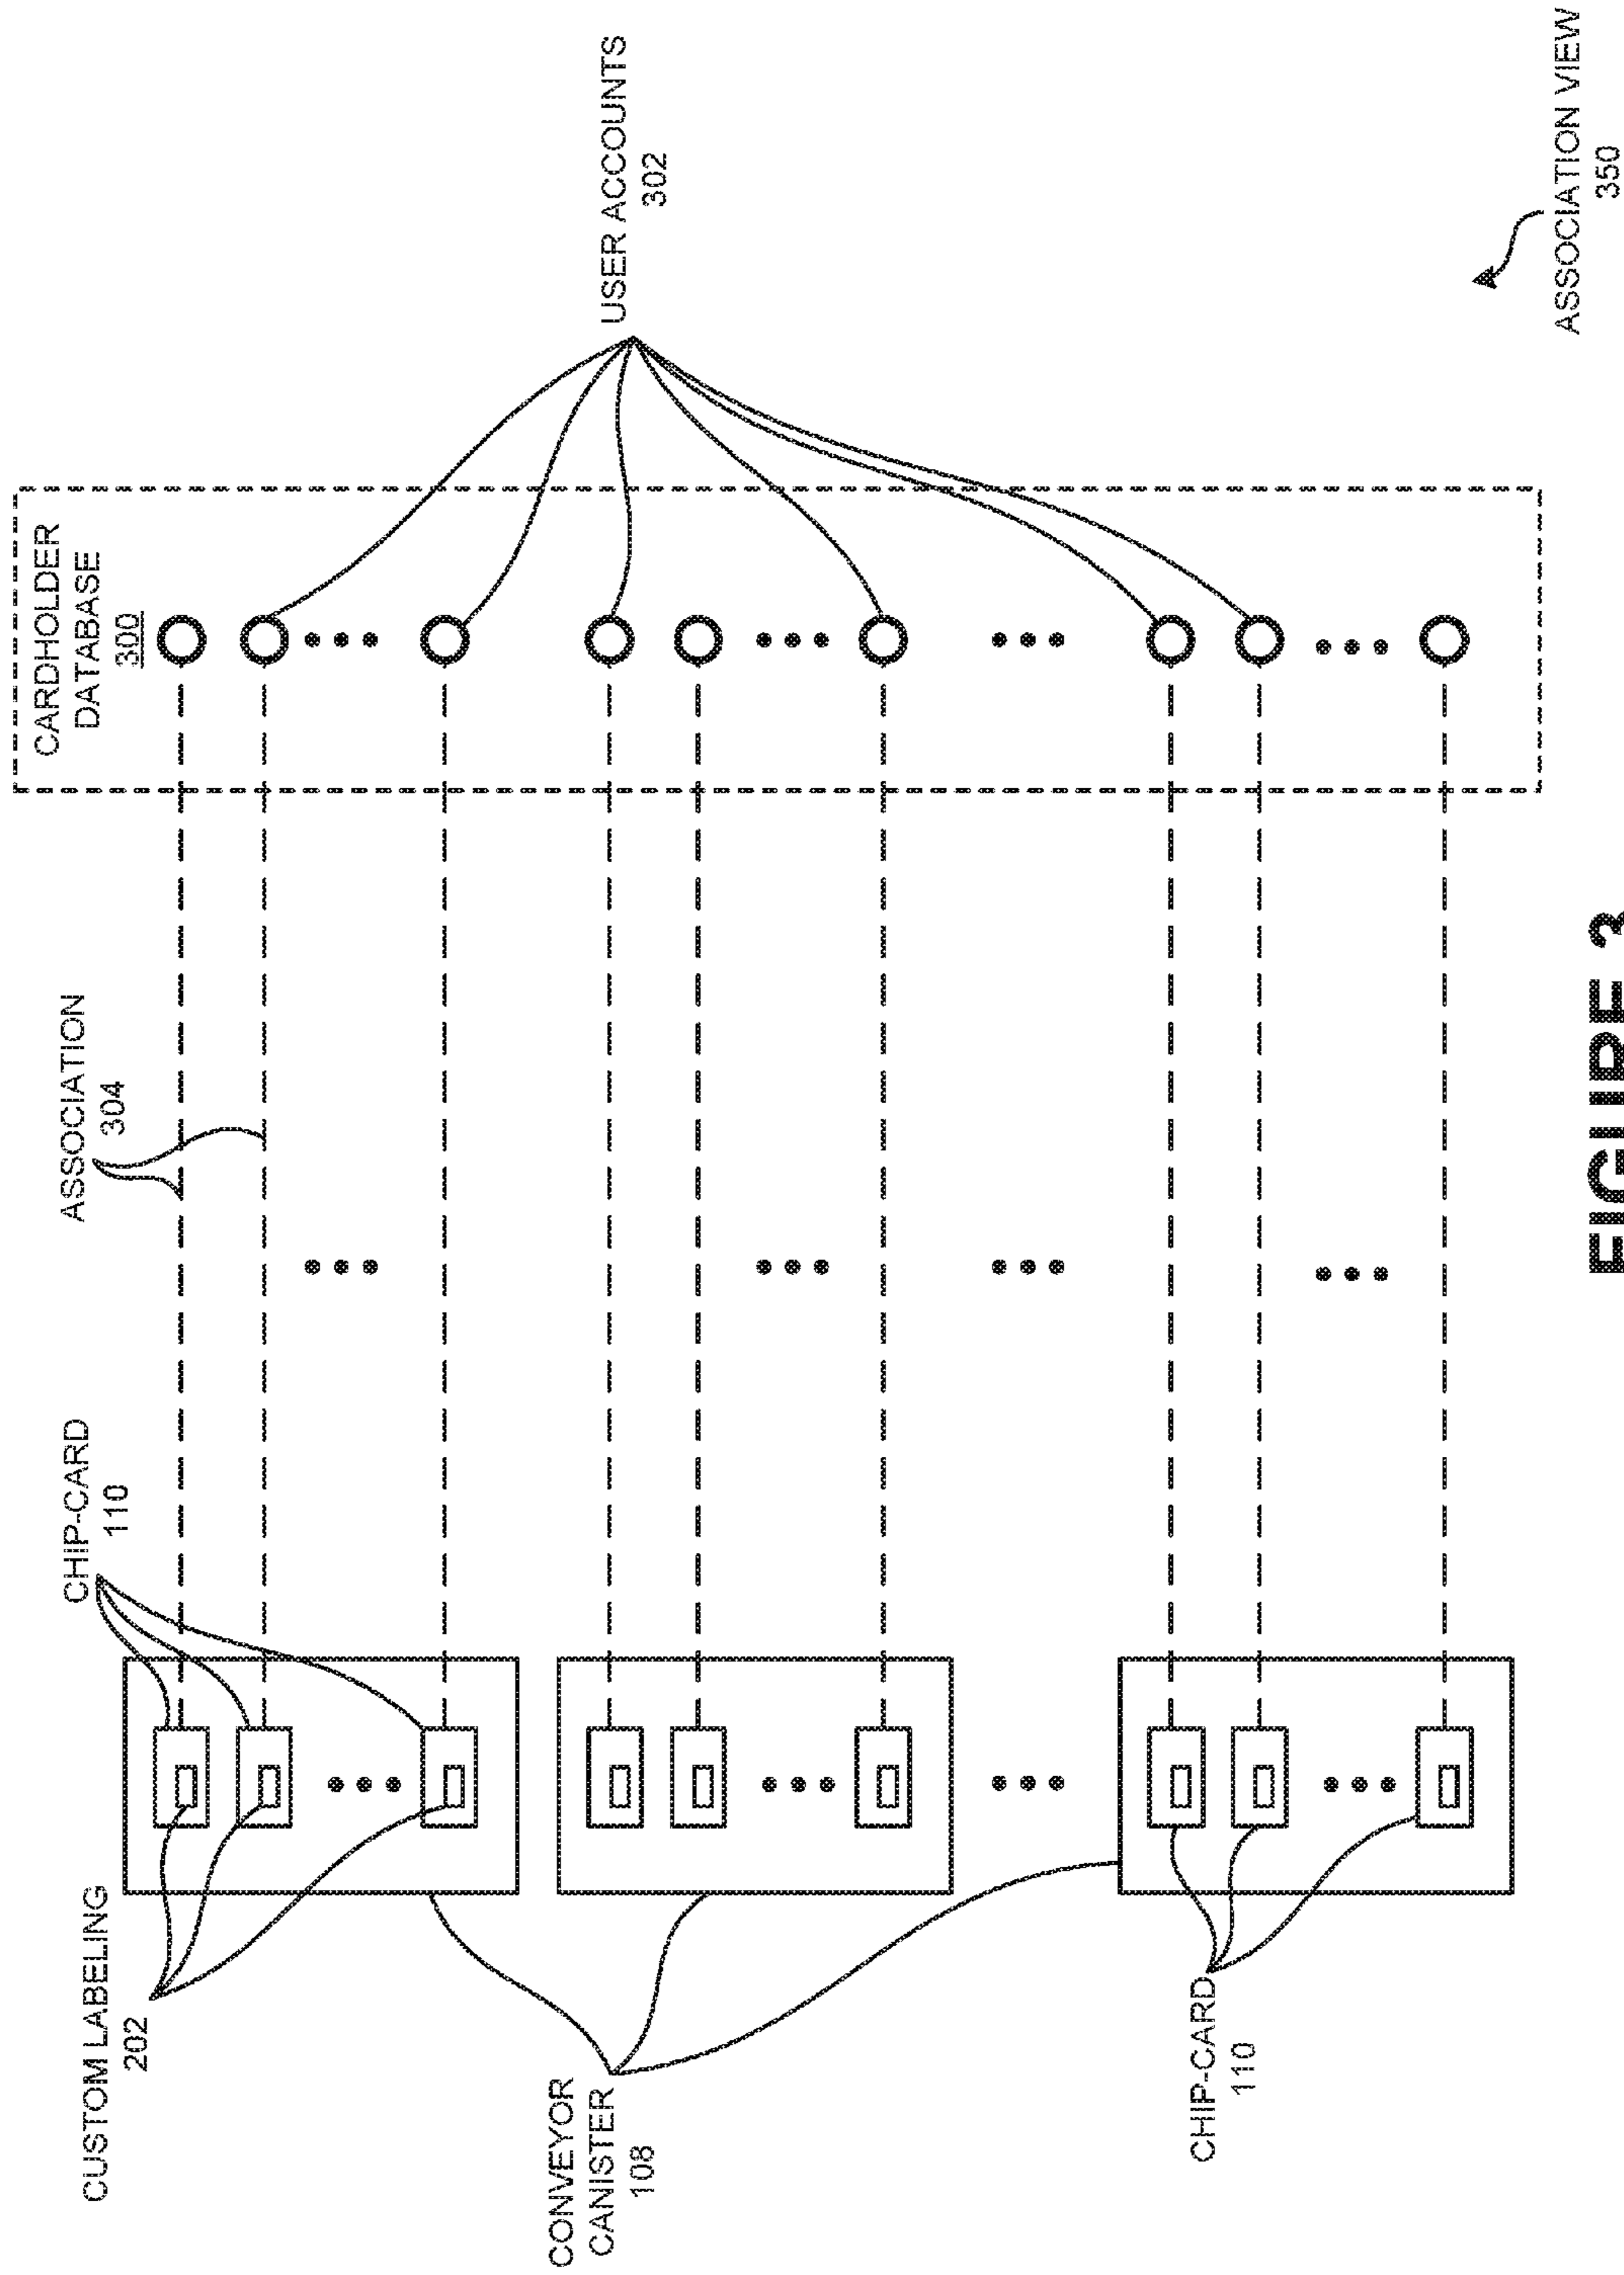 CUSTOM LABELING
202
CHIP-CARD
110
ASSOCIATION
304
CARDHOLDER
DATABASE
300
CONVEYOR
CANISTER
108
USER ACCOUNTS
302
CHIP-CARD
110
ASSOCIATION VIEW
350
FIGURE 3